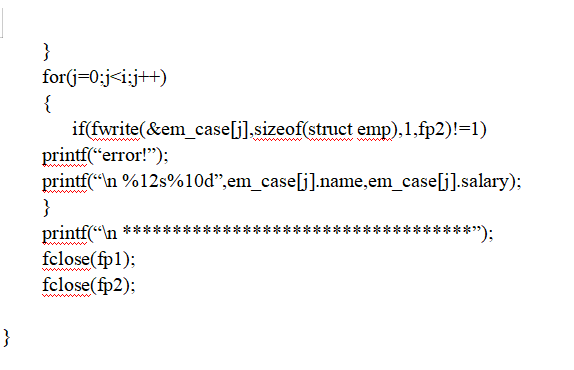 }
for(j=0;j<i;j++)
{
if(fwrite(&em_case[j],sizeof(struct emp),1,fp2)!=1)
printf(“error!”);
printf(“\n %12s%10d”,em_case[j].name,em_case[j].salary);
}
printf(“\n ***********************************”);
fclose(fp1);
fclose(fp2);
}